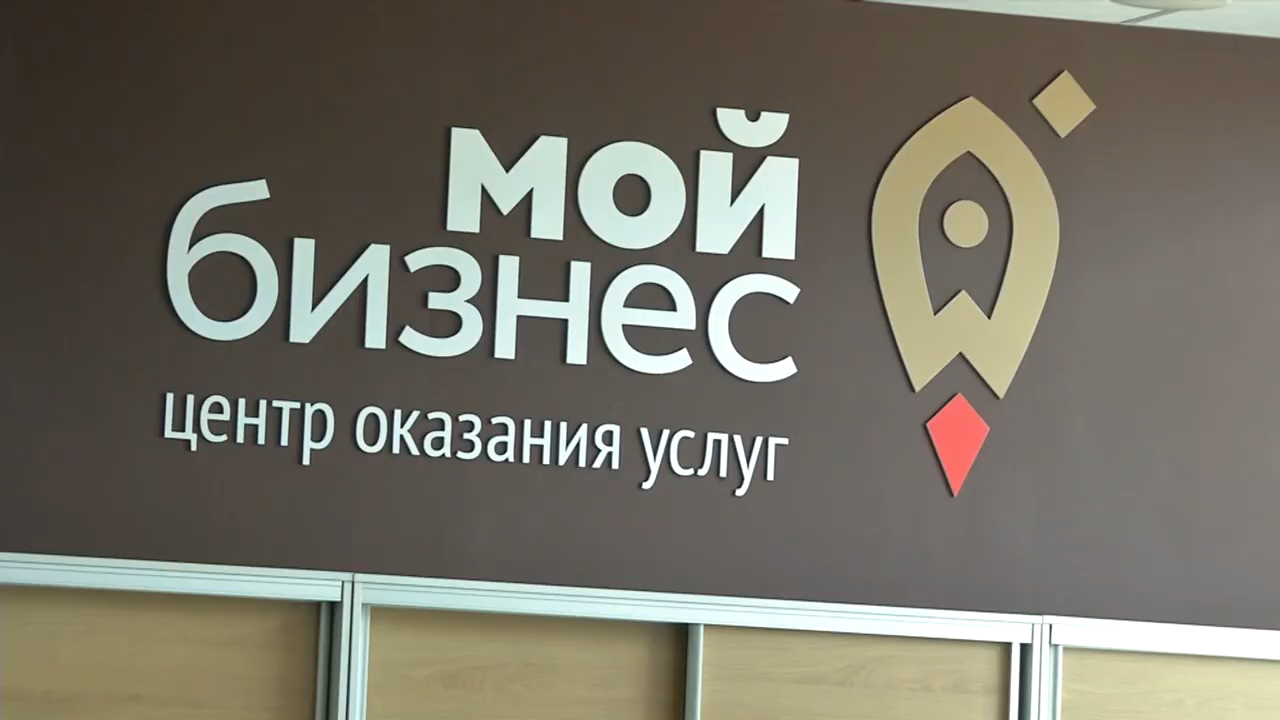 мой
бизнес
центр оказания услуг